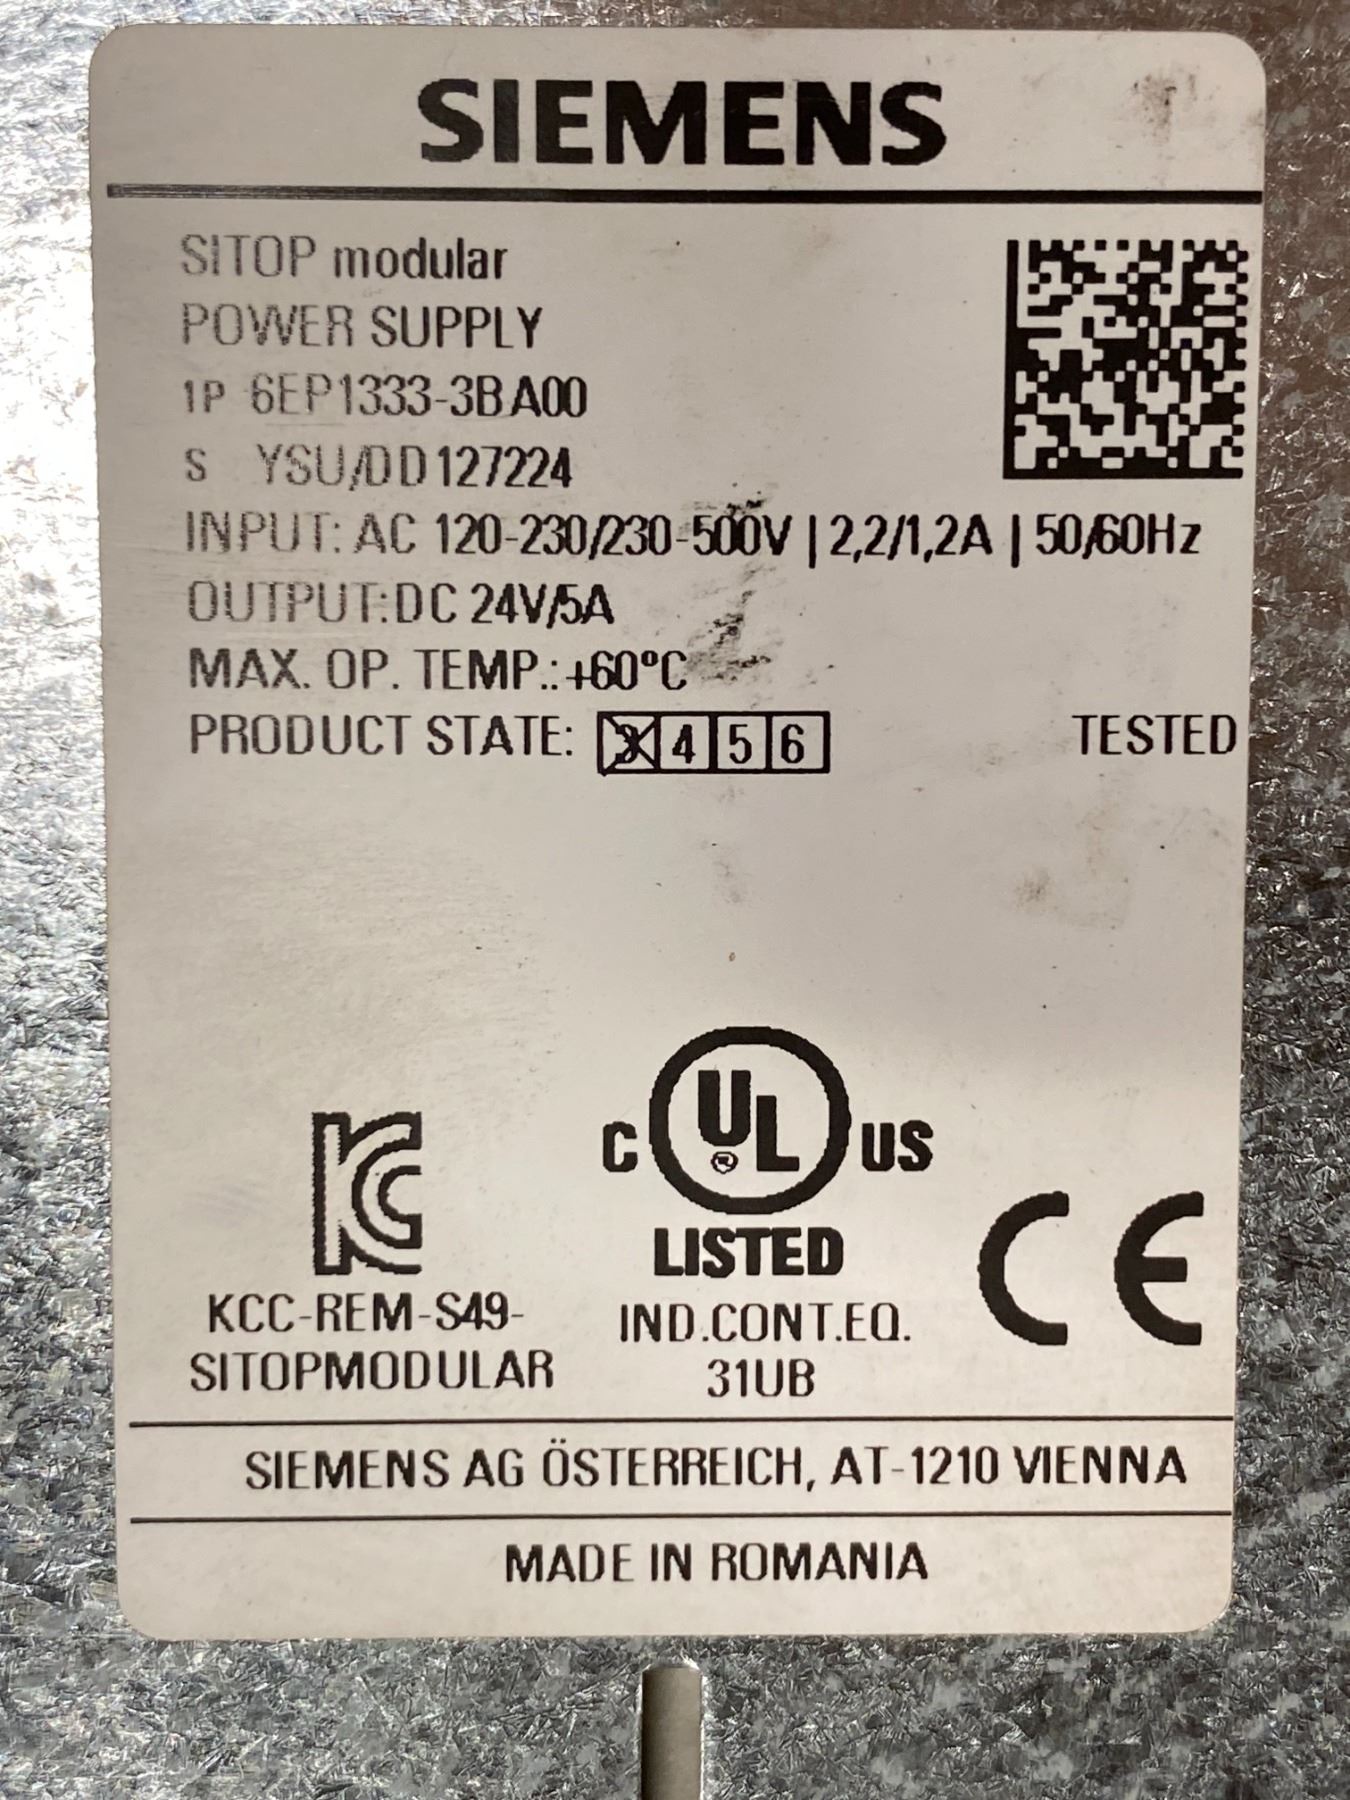 SIEMENS
SITOP modular
POWER SUPPLY
1P 6EP1333-3BA00
S YSU/DD127224
INPUT: AC 120-230/230-500V | 2,2/1,2A | 50/60Hz
OUTPUT:DC 24V/5A
MAX. OP. TEMP.:+60°C
PRODUCT STATE: 3 4 5 6 TESTED
C UL US
R
LISTED
KC
CE
KCC-REM-S49-
SITOPMODULAR
IND.CONT.EQ.
31UB
SIEMENS AG ÖSTERREICH, AT-1210 VIENNA
MADE IN ROMANIA